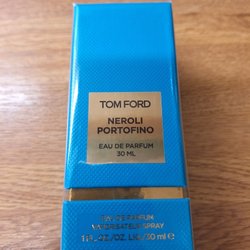 TOM FORD
NEROLI
PORTOFINO
EAU DE PARFUM
30 ML
EAU DE PARFUM
VAPORISATEUR SPRAY
1 FL.OZ./OZ. LIQ./30 ml ℮